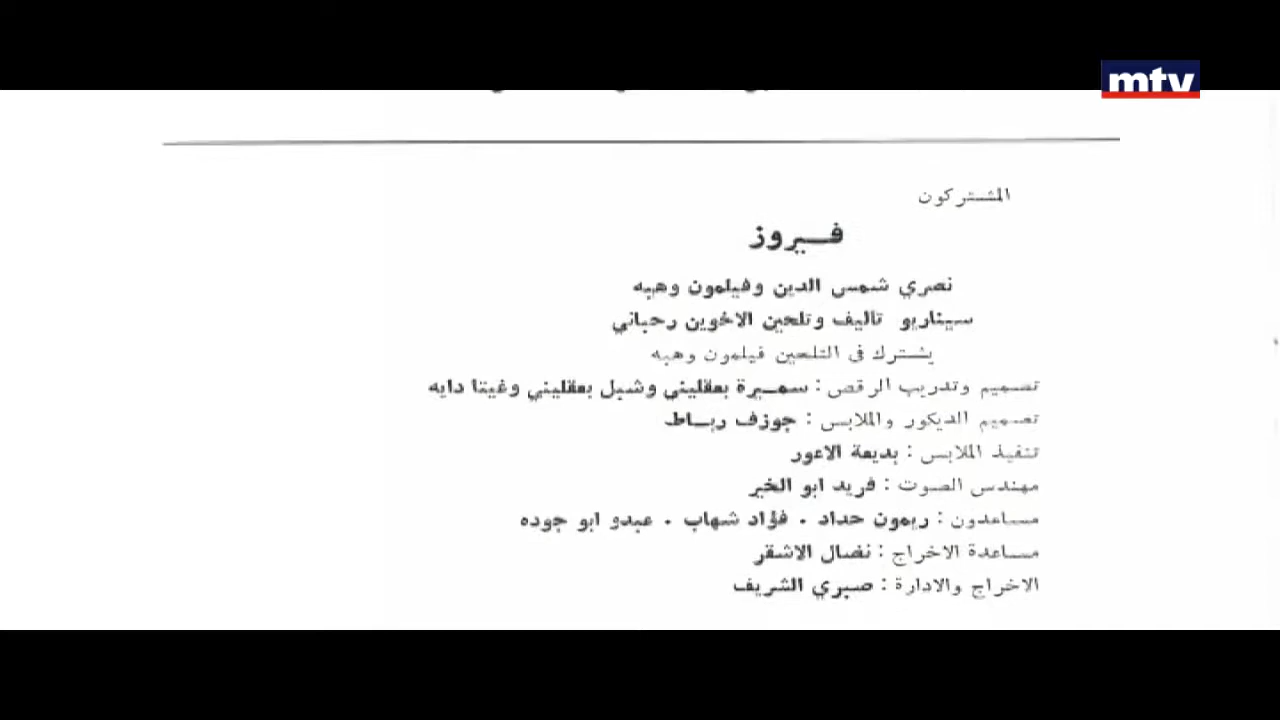 mtv
المشتركون
فيروز
نصري شمس الدين وفيلمون وهبه
سيناريو تاليف وتلحين الاخوين رحباني
يشترك في التلحين فيلمون وهبه
تصميم وتدريب الرقص : سميرة بعقليني وشبل بعقليني وغيتا دايه
تصميم الديكور والملابس : جوزف رباط
تنفيذ الملابس : بديعة الاعور
مهندس الصوت : فريد ابو الخير
مساعدون : ريمون حداد . فؤاد شهاب . عبدو ابو جوده
مساعدة الاخراج : نضال الاشقر
الاخراج والادارة : صبري الشريف